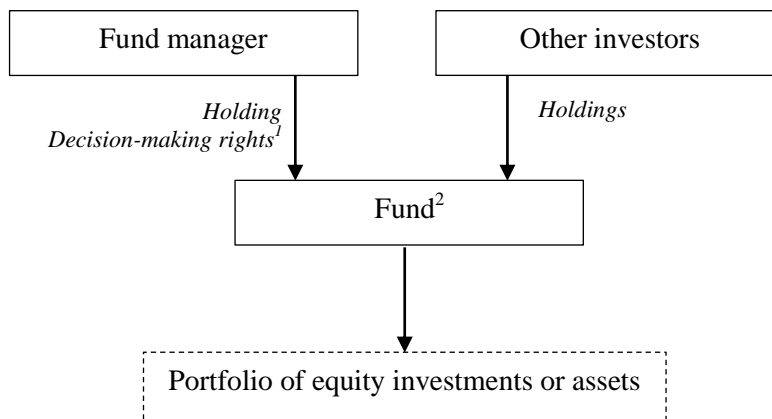 Fund manager
Other investors
Holding
Decision-making rights¹
Holdings
Fund²
Portfolio of equity investments or assets